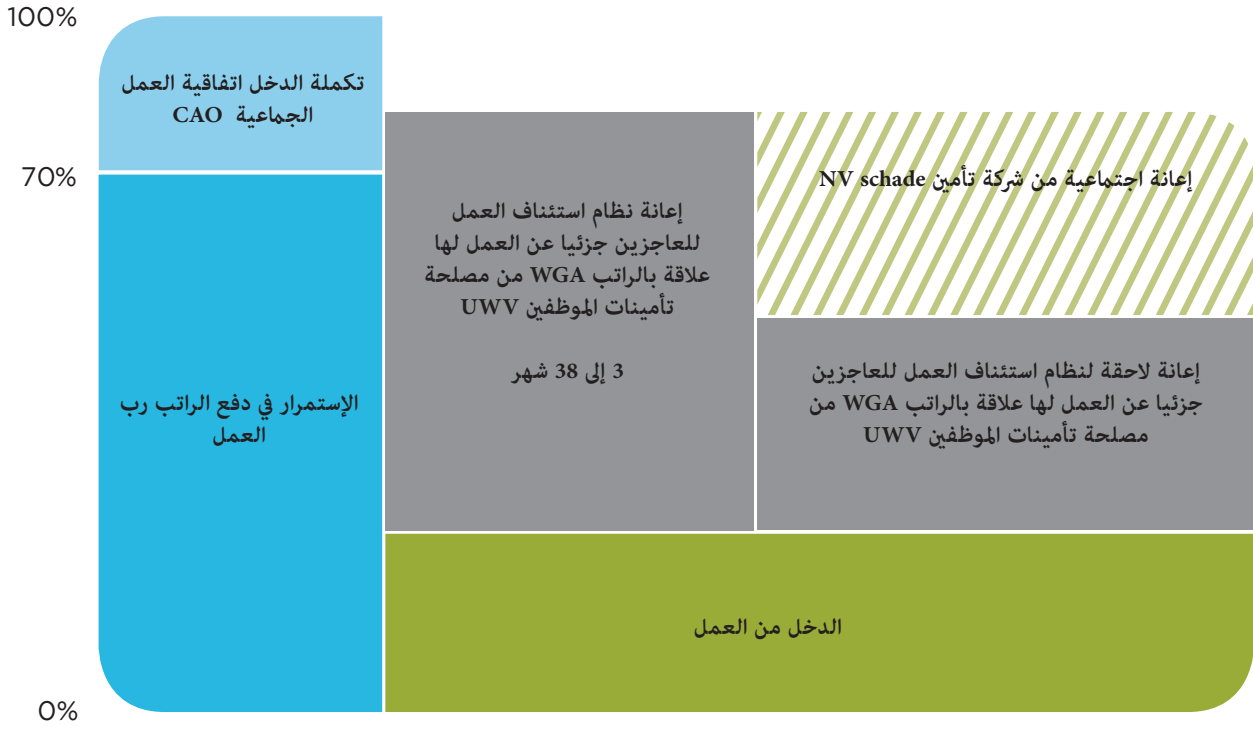 100%
تكملة الدخل اتفاقية العمل
الجماعية CAO
70%
إعانة اجتماعية من شركة تأمين NV schade
إعانة نظام استئناف العمل
للعاجزين جزئيا عن العمل لها
علاقة بالراتب WGA من مصلحة
تأمينات الموظفين UWV
3 إلى 38 شهر
إعانة لاحقة لنظام استئناف العمل للعاجزين
جزئيا عن العمل لها علاقة بالراتب WGA من
مصلحة تأمينات الموظفين UWV
الإستمرار في دفع الراتب رب
العمل
الدخل من العمل
0%